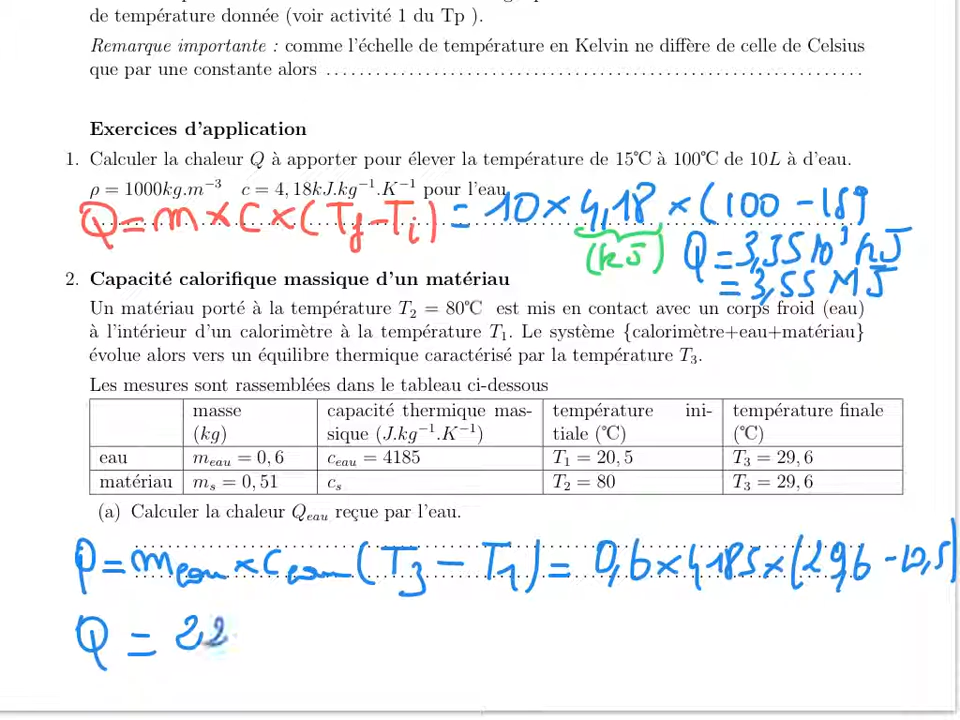 de température donnée (voir activité 1 du Tp ).
Remarque importante : comme l'échelle de température en Kelvin ne diffère de celle de Celsius
que par une constante alors ................................................................
Exercices d'application
1. Calculer la chaleur Q à apporter pour élever la température de 15℃ à 100℃ de 10L à d'eau.
ρ = 1000kg.m⁻³ c = 4, 18kJ.kg⁻¹.K⁻¹ pour l'eau
Q = m × C × (Tf - Ti) = 10 × 4,18 × (100 - 15)
(kJ) Q = 3,55 10³ kJ
= 3,55 MJ
2. Capacité calorifique massique d'un matériau
Un matériau porté à la température T₂ = 80℃ est mis en contact avec un corps froid (eau)
à l'intérieur d'un calorimètre à la température T₁. Le système {calorimètre+eau+matériau}
évolue alors vers un équilibre thermique caractérisé par la température T₃.
Les mesures sont rassemblées dans le tableau ci-dessous
masse (kg) capacité thermique massique (J.kg⁻¹.K⁻¹) température initiale (℃) température finale (℃)
eau m_eau = 0, 6 c_eau = 4185 T₁ = 20, 5 T₃ = 29, 6
matériau m_s = 0, 51 c_s T₂ = 80 T₃ = 29, 6
(a) Calculer la chaleur Q_eau reçue par l'eau.
Q = m_eau × c_eau (T₃ - T₁) = 0,6 × 4185 × (29,6 - 20,5)
Q = 22